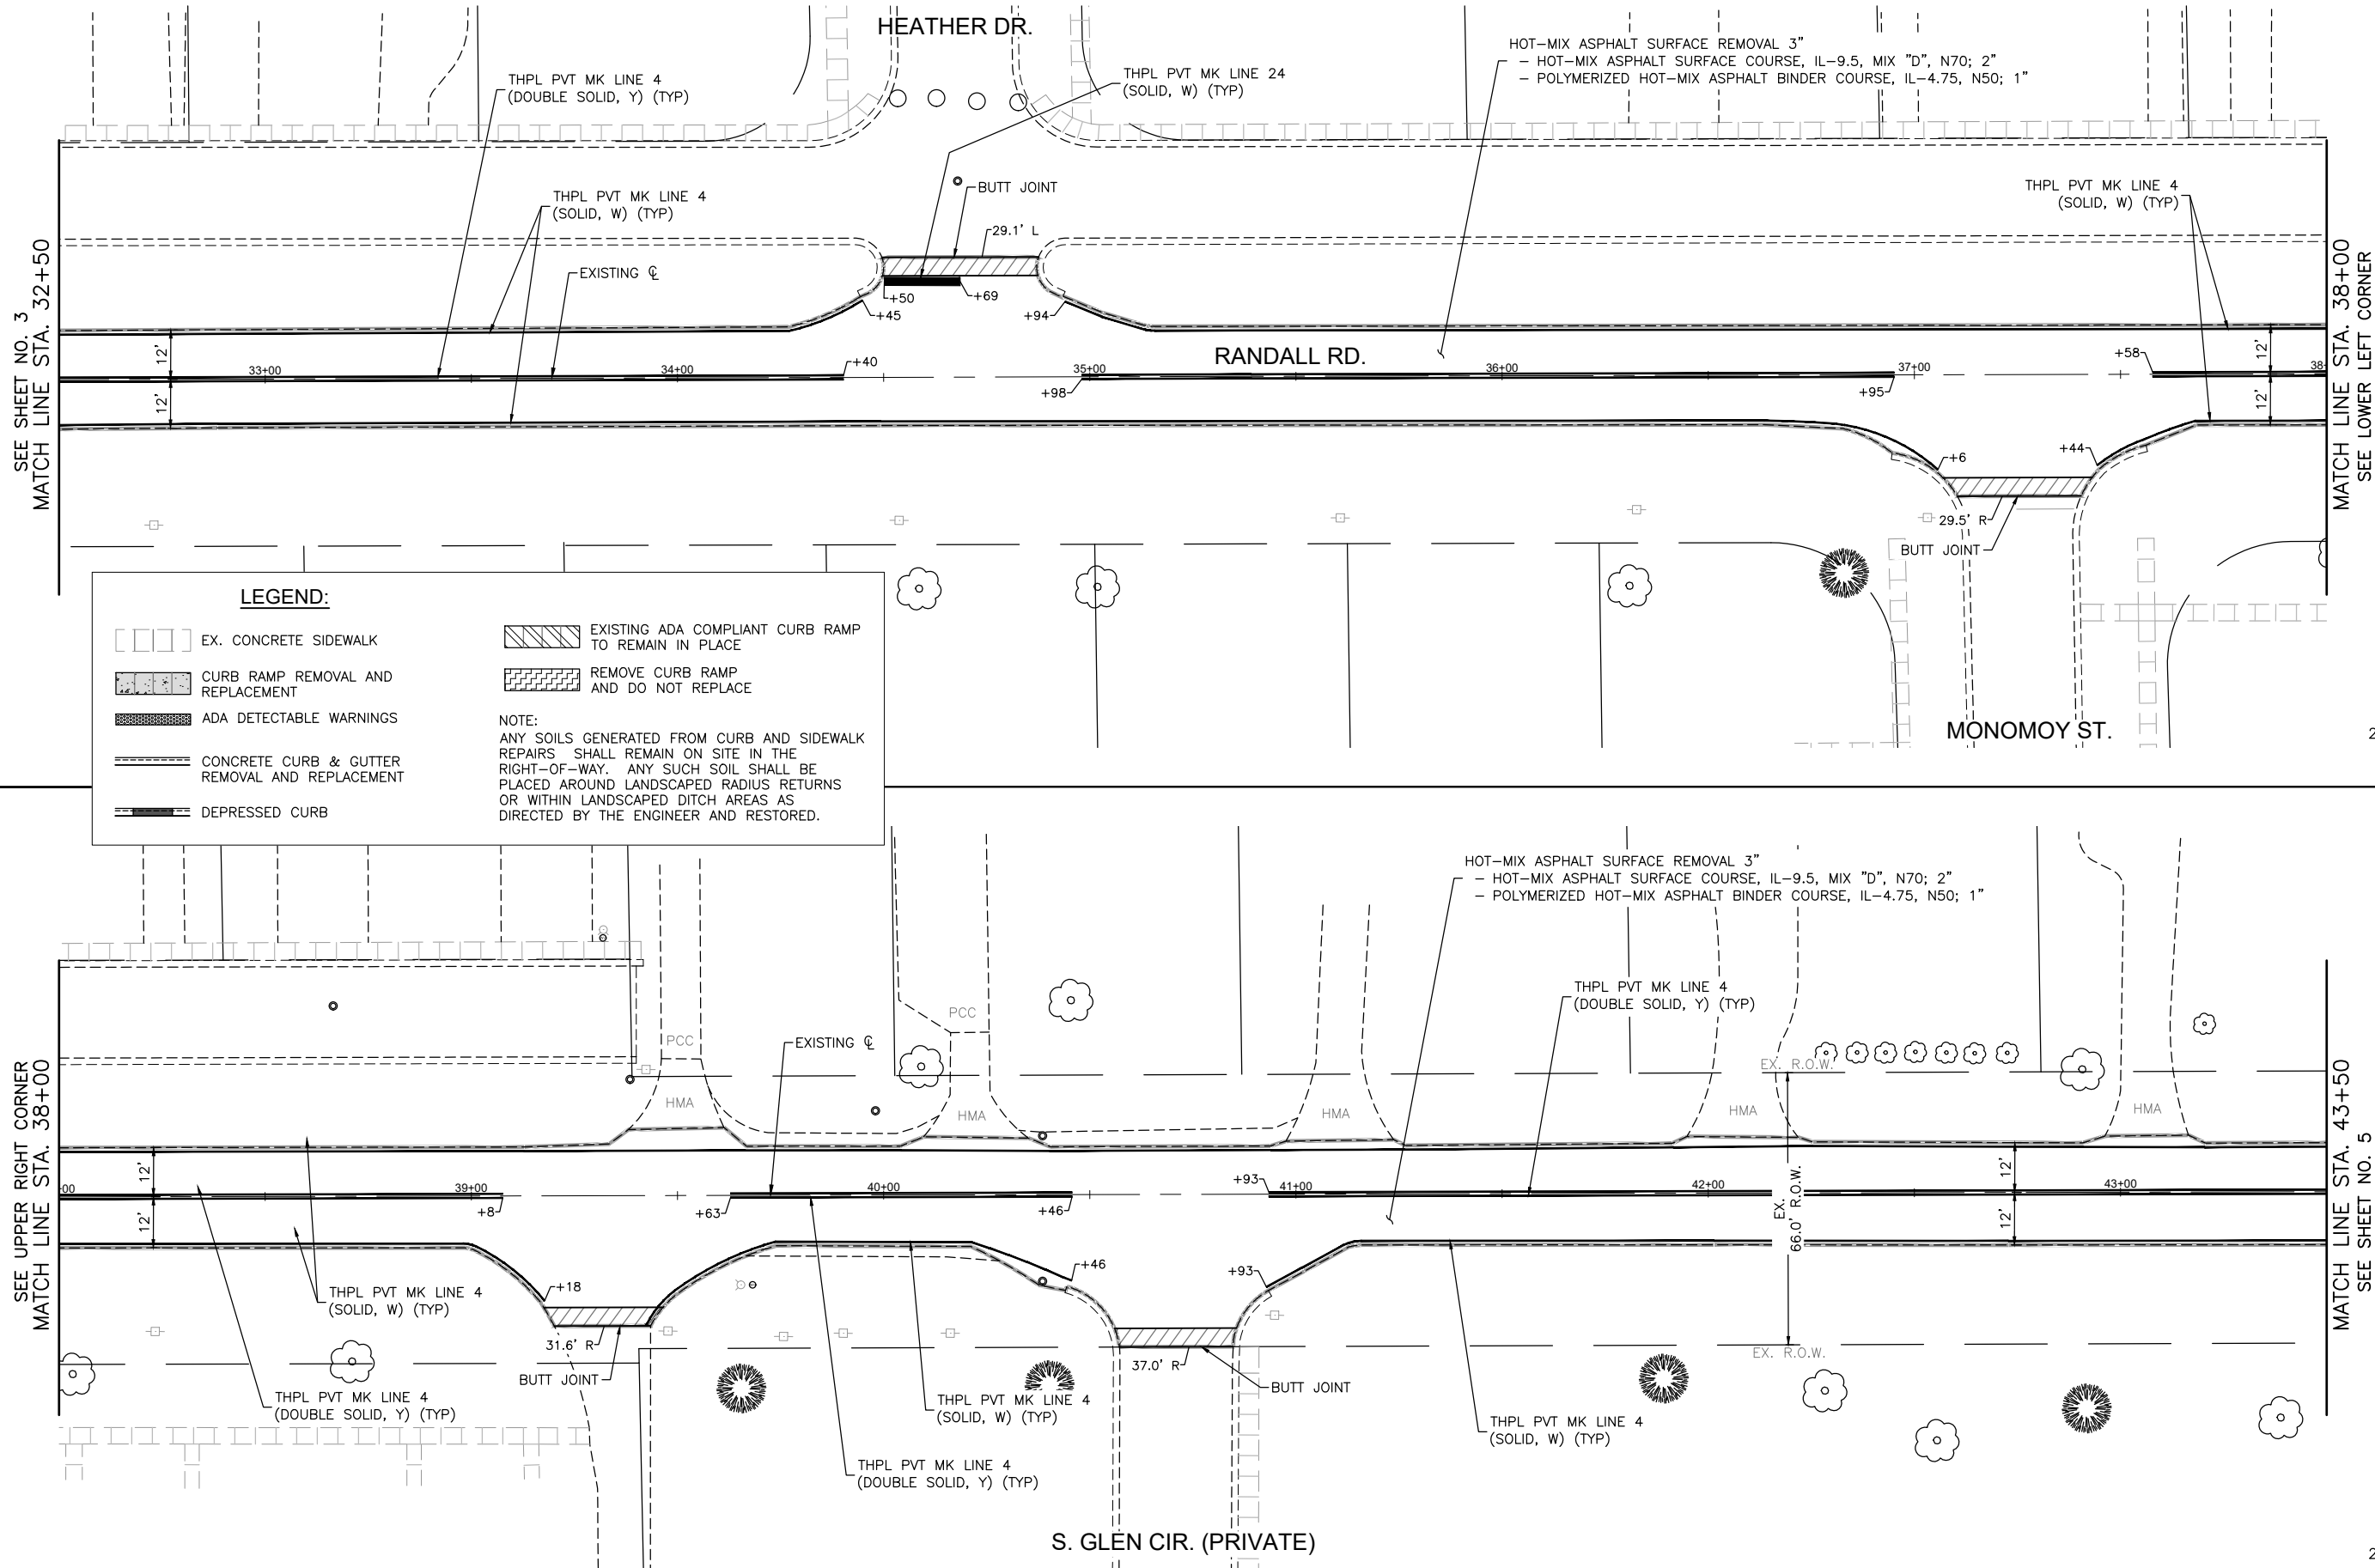 HEATHER DR.
THPL PVT MK LINE 4
(DOUBLE SOLID, Y) (TYP)
THPL PVT MK LINE 24
(SOLID, W) (TYP)
HOT-MIX ASPHALT SURFACE REMOVAL 3"
- HOT-MIX ASPHALT SURFACE COURSE, IL-9.5, MIX "D", N70; 2"
- POLYMERIZED HOT-MIX ASPHALT BINDER COURSE, IL-4.75, N50; 1"
THPL PVT MK LINE 4
(SOLID, W) (TYP)
BUTT JOINT
THPL PVT MK LINE 4
(SOLID, W) (TYP)
29.1' L
EXISTING ℄
SEE SHEET NO. 3
MATCH LINE STA. 32+50
+50
+69
+45
+94
12'
12'
33+00
34+00
+40
35+00
+98
RANDALL RD.
36+00
+95
37+00
+58
38+
12'
12'
MATCH LINE STA. 38+00
SEE LOWER LEFT CORNER
+6
+44
29.5' R
BUTT JOINT
MONOMOY ST.
2
LEGEND:
EX. CONCRETE SIDEWALK
CURB RAMP REMOVAL AND
REPLACEMENT
ADA DETECTABLE WARNINGS
CONCRETE CURB & GUTTER
REMOVAL AND REPLACEMENT
DEPRESSED CURB
EXISTING ADA COMPLIANT CURB RAMP
TO REMAIN IN PLACE
REMOVE CURB RAMP
AND DO NOT REPLACE
NOTE:
ANY SOILS GENERATED FROM CURB AND SIDEWALK
REPAIRS SHALL REMAIN ON SITE IN THE
RIGHT-OF-WAY. ANY SUCH SOIL SHALL BE
PLACED AROUND LANDSCAPED RADIUS RETURNS
OR WITHIN LANDSCAPED DITCH AREAS AS
DIRECTED BY THE ENGINEER AND RESTORED.
HOT-MIX ASPHALT SURFACE REMOVAL 3"
- HOT-MIX ASPHALT SURFACE COURSE, IL-9.5, MIX "D", N70; 2"
- POLYMERIZED HOT-MIX ASPHALT BINDER COURSE, IL-4.75, N50; 1"
THPL PVT MK LINE 4
(DOUBLE SOLID, Y) (TYP)
PCC
PCC
EXISTING ℄
EX. R.O.W.
HMA
HMA
HMA
HMA
HMA
SEE UPPER RIGHT CORNER
MATCH LINE STA. 38+00
12'
12'
00
39+00
+8
+63
40+00
+46
+93
41+00
42+00
EX.
66.0' R.O.W.
12'
12'
43+00
MATCH LINE STA. 43+50
SEE SHEET NO. 5
+18
+46
+93
THPL PVT MK LINE 4
(SOLID, W) (TYP)
31.6' R
BUTT JOINT
37.0' R
BUTT JOINT
EX. R.O.W.
THPL PVT MK LINE 4
(DOUBLE SOLID, Y) (TYP)
THPL PVT MK LINE 4
(SOLID, W) (TYP)
THPL PVT MK LINE 4
(SOLID, W) (TYP)
THPL PVT MK LINE 4
(DOUBLE SOLID, Y) (TYP)
S. GLEN CIR. (PRIVATE)
2